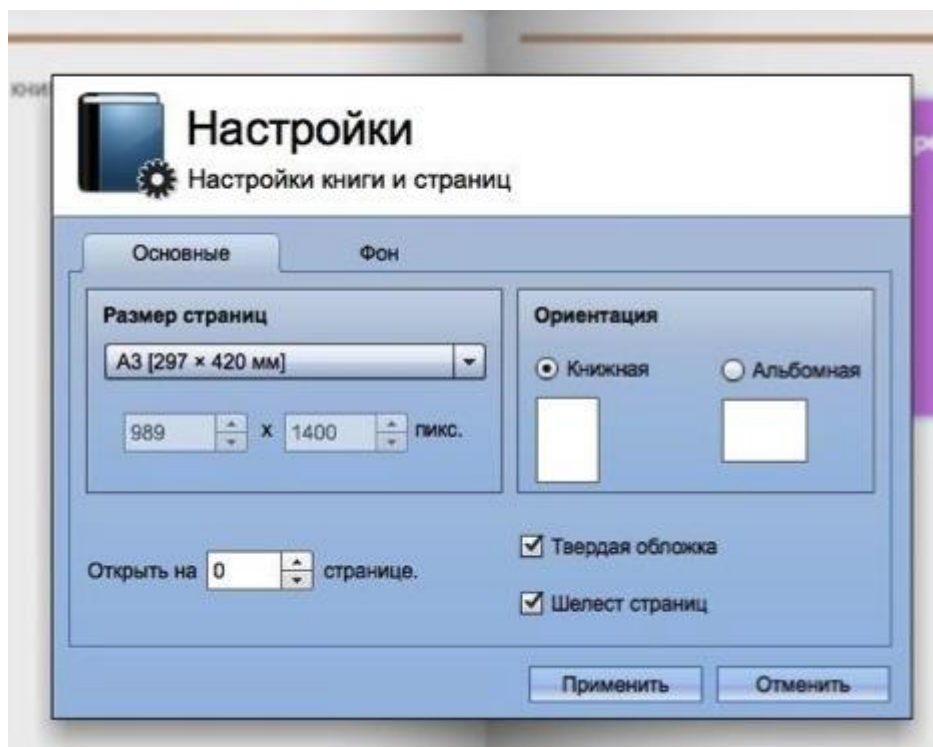 Настройки
Настройки книги и страниц
Основные
Фон
Размер страниц
A3 [297 × 420 мм]
989 x 1400 пикс.
Ориентация
Книжная
Альбомная
Открыть на 0 странице.
Твердая обложка
Шелест страниц
Применить
Отменить